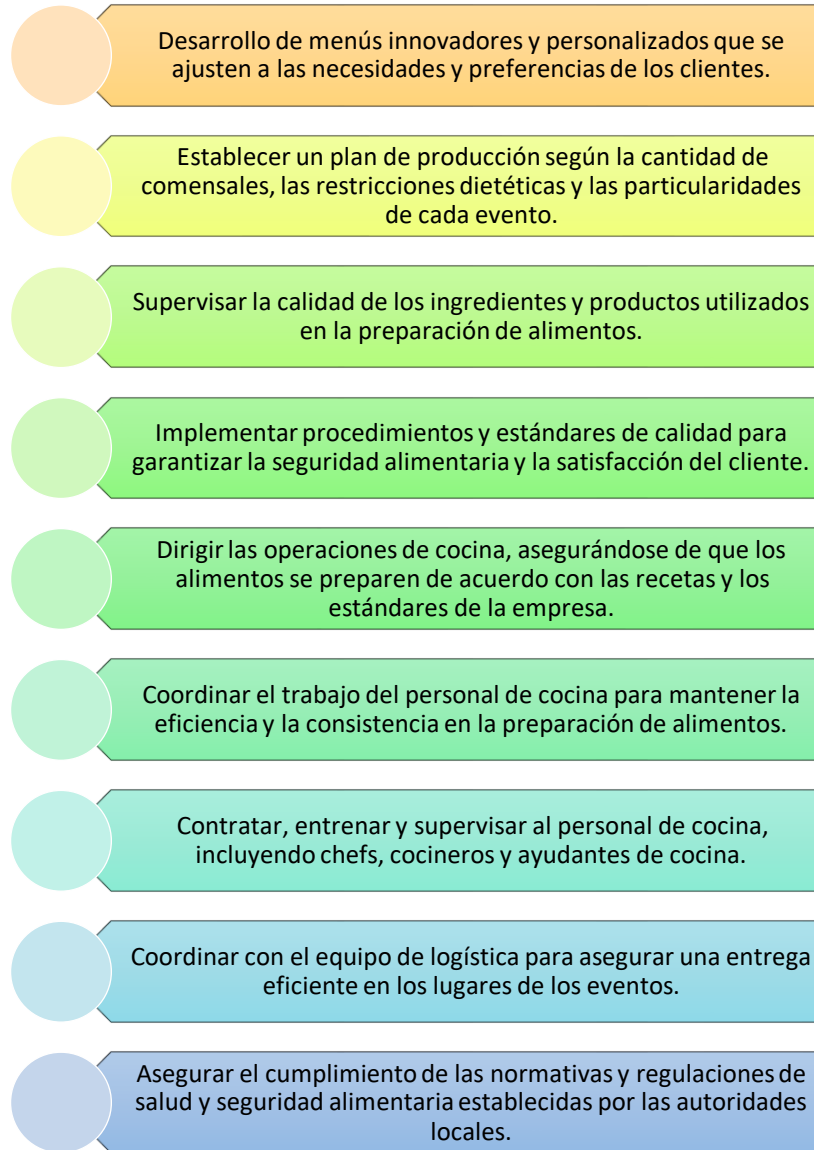 Desarrollo de menús innovadores y personalizados que se
ajusten a las necesidades y preferencias de los clientes.
Establecer un plan de producción según la cantidad de
comensales, las restricciones dietéticas y las particularidades
de cada evento.
Supervisar la calidad de los ingredientes y productos utilizados
en la preparación de alimentos.
Implementar procedimientos y estándares de calidad para
garantizar la seguridad alimentaria y la satisfacción del cliente.
Dirigir las operaciones de cocina, asegurándose de que los
alimentos se preparen de acuerdo con las recetas y los
estándares de la empresa.
Coordinar el trabajo del personal de cocina para mantener la
eficiencia y la consistencia en la preparación de alimentos.
Contratar, entrenar y supervisar al personal de cocina,
incluyendo chefs, cocineros y ayudantes de cocina.
Coordinar con el equipo de logística para asegurar una entrega
eficiente en los lugares de los eventos.
Asegurar el cumplimiento de las normativas y regulaciones de
salud y seguridad alimentaria establecidas por las autoridades
locales.